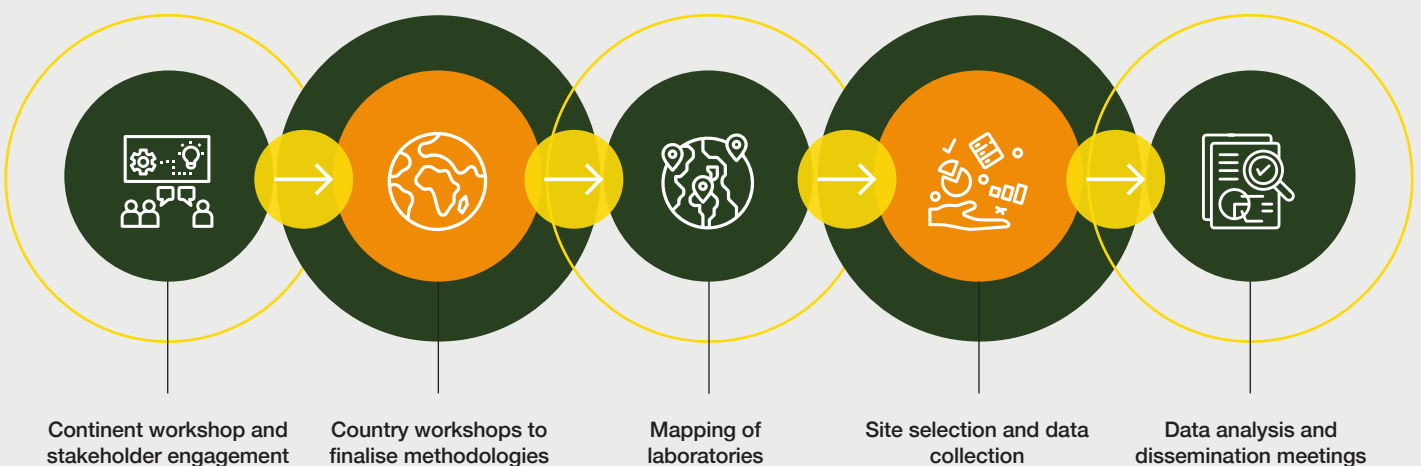 Continent workshop and
stakeholder engagement
Country workshops to
finalise methodologies
Mapping of
laboratories
Site selection and data
collection
Data analysis and
dissemination meetings